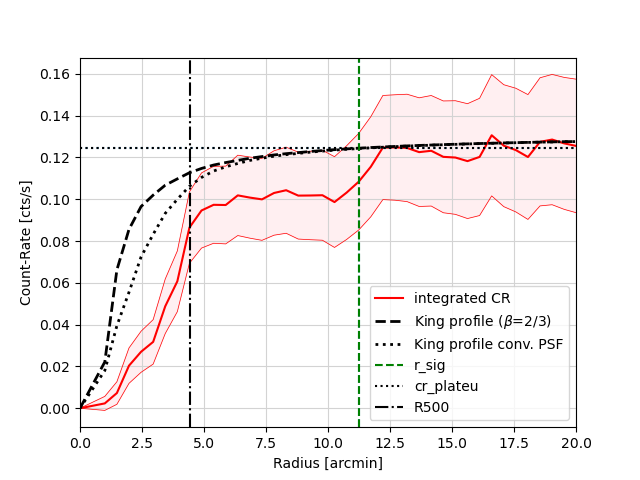 0.16
0.14
0.12
0.10
0.08
0.06
0.04
0.02
0.00
Count-Rate [cts/s]
integrated CR
King profile (β=2/3)
King profile conv. PSF
r_sig
cr_plateu
R500
0.0 2.5 5.0 7.5 10.0 12.5 15.0 17.5 20.0
Radius [arcmin]